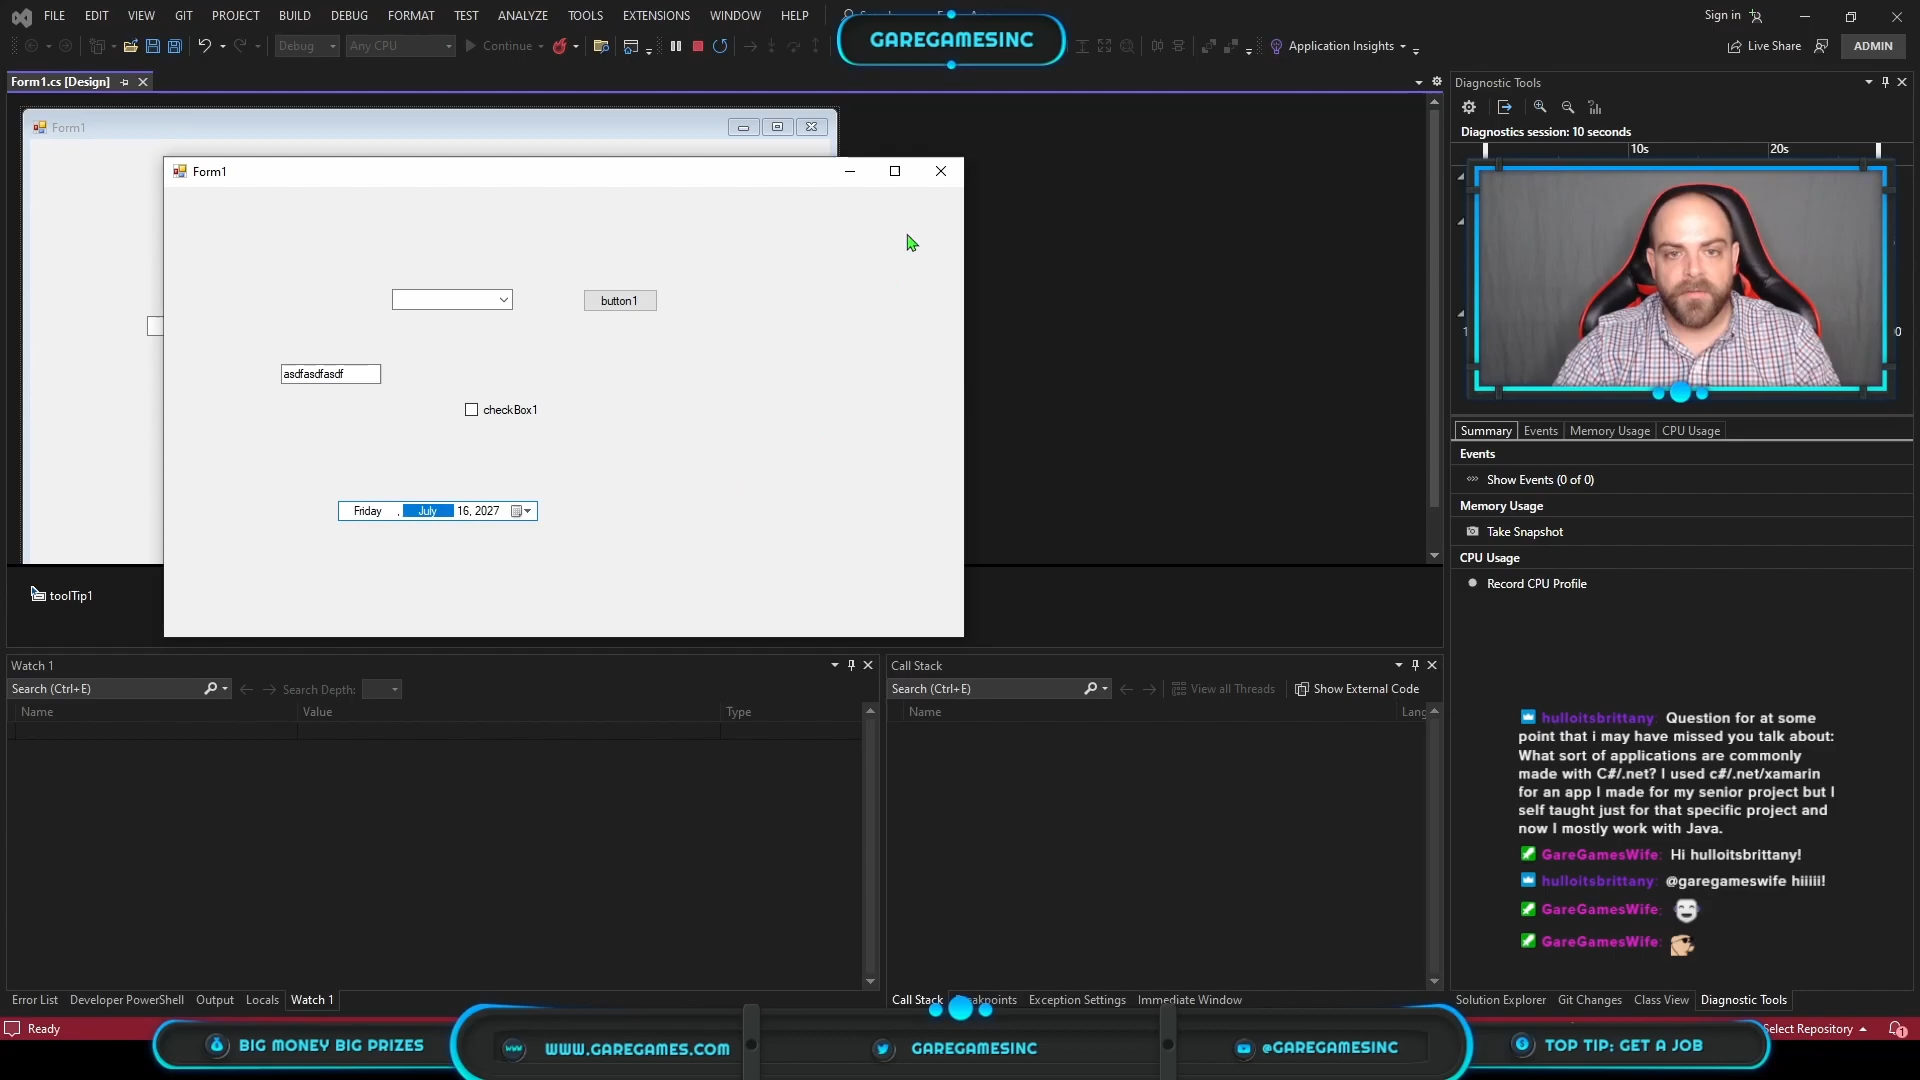 FILE EDIT VIEW GIT PROJECT BUILD DEBUG FORMAT TEST ANALYZE TOOLS EXTENSIONS WINDOW HELP
Sign in
Debug Any CPU Continue
GAREGAMESINC
Application Insights
Live Share
ADMIN
Form1.cs [Design]
Diagnostic Tools
Form1
Diagnostics session: 10 seconds
10s 20s
Form1
button1
asdfasdfasdf
checkBox1
Friday , July 16, 2027
toolTip1
Summary Events Memory Usage CPU Usage
Events
Show Events (0 of 0)
Memory Usage
Take Snapshot
CPU Usage
Record CPU Profile
Watch 1
Search (Ctrl+E) Search Depth:
Name Value Type
Call Stack
Search (Ctrl+E) View all Threads Show External Code
Name Lang
hulloitsbrittany: Question for at some
point that i may have missed you talk about:
What sort of applications are commonly
made with C#/.net? I used c#/.net/xamarin
for an app I made for my senior project but I
self taught just for that specific project and
now I mostly work with Java.
GareGamesWife: Hi hulloitsbrittany!
hulloitsbrittany: @garegameswife hiiiii!
GareGamesWife:
GareGamesWife:
Error List Developer PowerShell Output Locals Watch 1
Call Stack Exception Settings Immediate Window
Solution Explorer Git Changes Class View Diagnostic Tools
Ready
Select Repository
1
BIG MONEY BIG PRIZES
WWW.GAREGAMES.COM
GAREGAMESINC
@GAREGAMESINC
TOP TIP: GET A JOB